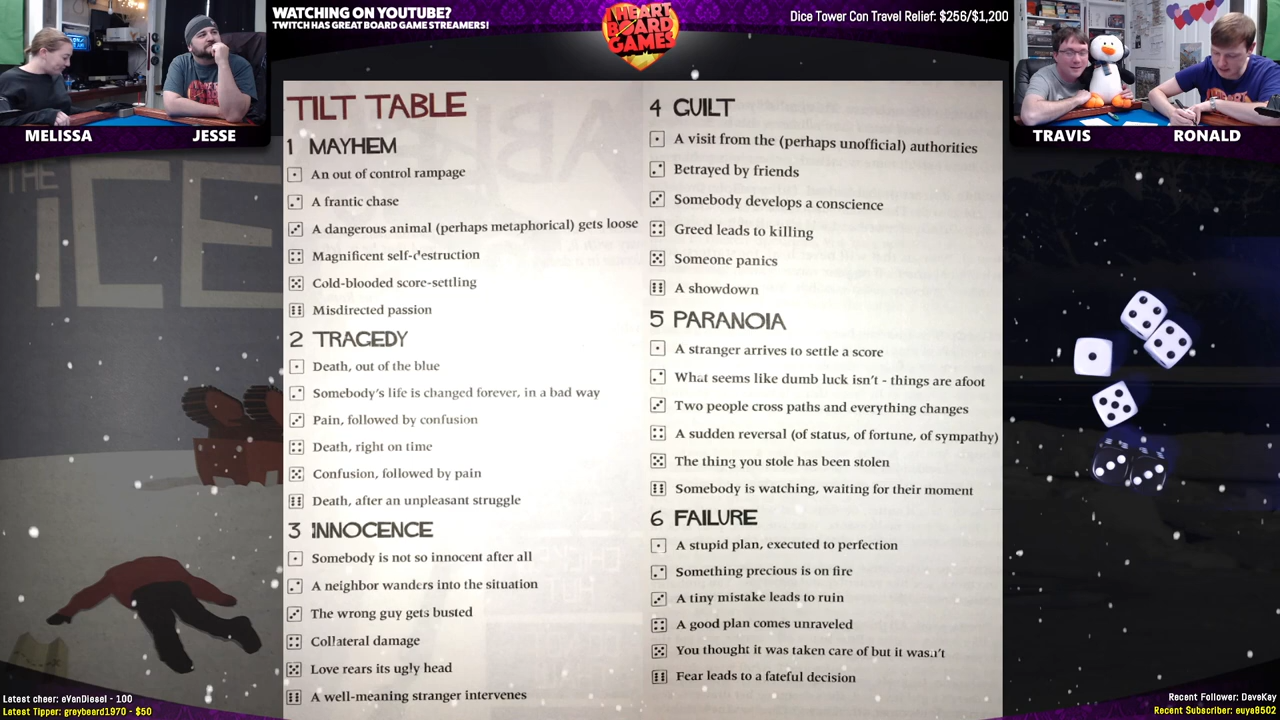 WATCHING ON YOUTUBE?
TWITCH HAS GREAT BOARD GAME STREAMERS!
I HEART
BOARD
GAMES
Dice Tower Con Travel Relief: $256/$1,200
MELISSA
JESSE
TRAVIS
RONALD
THE
ICE
TILT TABLE
1 MAYHEM
An out of control rampage
A frantic chase
A dangerous animal (perhaps metaphorical) gets loose
Magnificent self-destruction
Cold-blooded score-settling
Misdirected passion
2 TRAGEDY
Death, out of the blue
Somebody's life is changed forever, in a bad way
Pain, followed by confusion
Death, right on time
Confusion, followed by pain
Death, after an unpleasant struggle
3 INNOCENCE
Somebody is not so innocent after all
A neighbor wanders into the situation
The wrong guy gets busted
Collateral damage
Love rears its ugly head
A well-meaning stranger intervenes
4 GUILT
A visit from the (perhaps unofficial) authorities
Betrayed by friends
Somebody develops a conscience
Greed leads to killing
Someone panics
A showdown
5 PARANOIA
A stranger arrives to settle a score
What seems like dumb luck isn't - things are afoot
Two people cross paths and everything changes
A sudden reversal (of status, of fortune, of sympathy)
The thing you stole has been stolen
Somebody is watching, waiting for their moment
6 FAILURE
A stupid plan, executed to perfection
Something precious is on fire
A tiny mistake leads to ruin
A good plan comes unraveled
You thought it was taken care of but it wasn't
Fear leads to a fateful decision
Latest cheer: eVanDiesel - 100
Latest Tipper: greybeard1970 - $50
Recent Follower: DaveKay
Recent Subscriber: euye8502